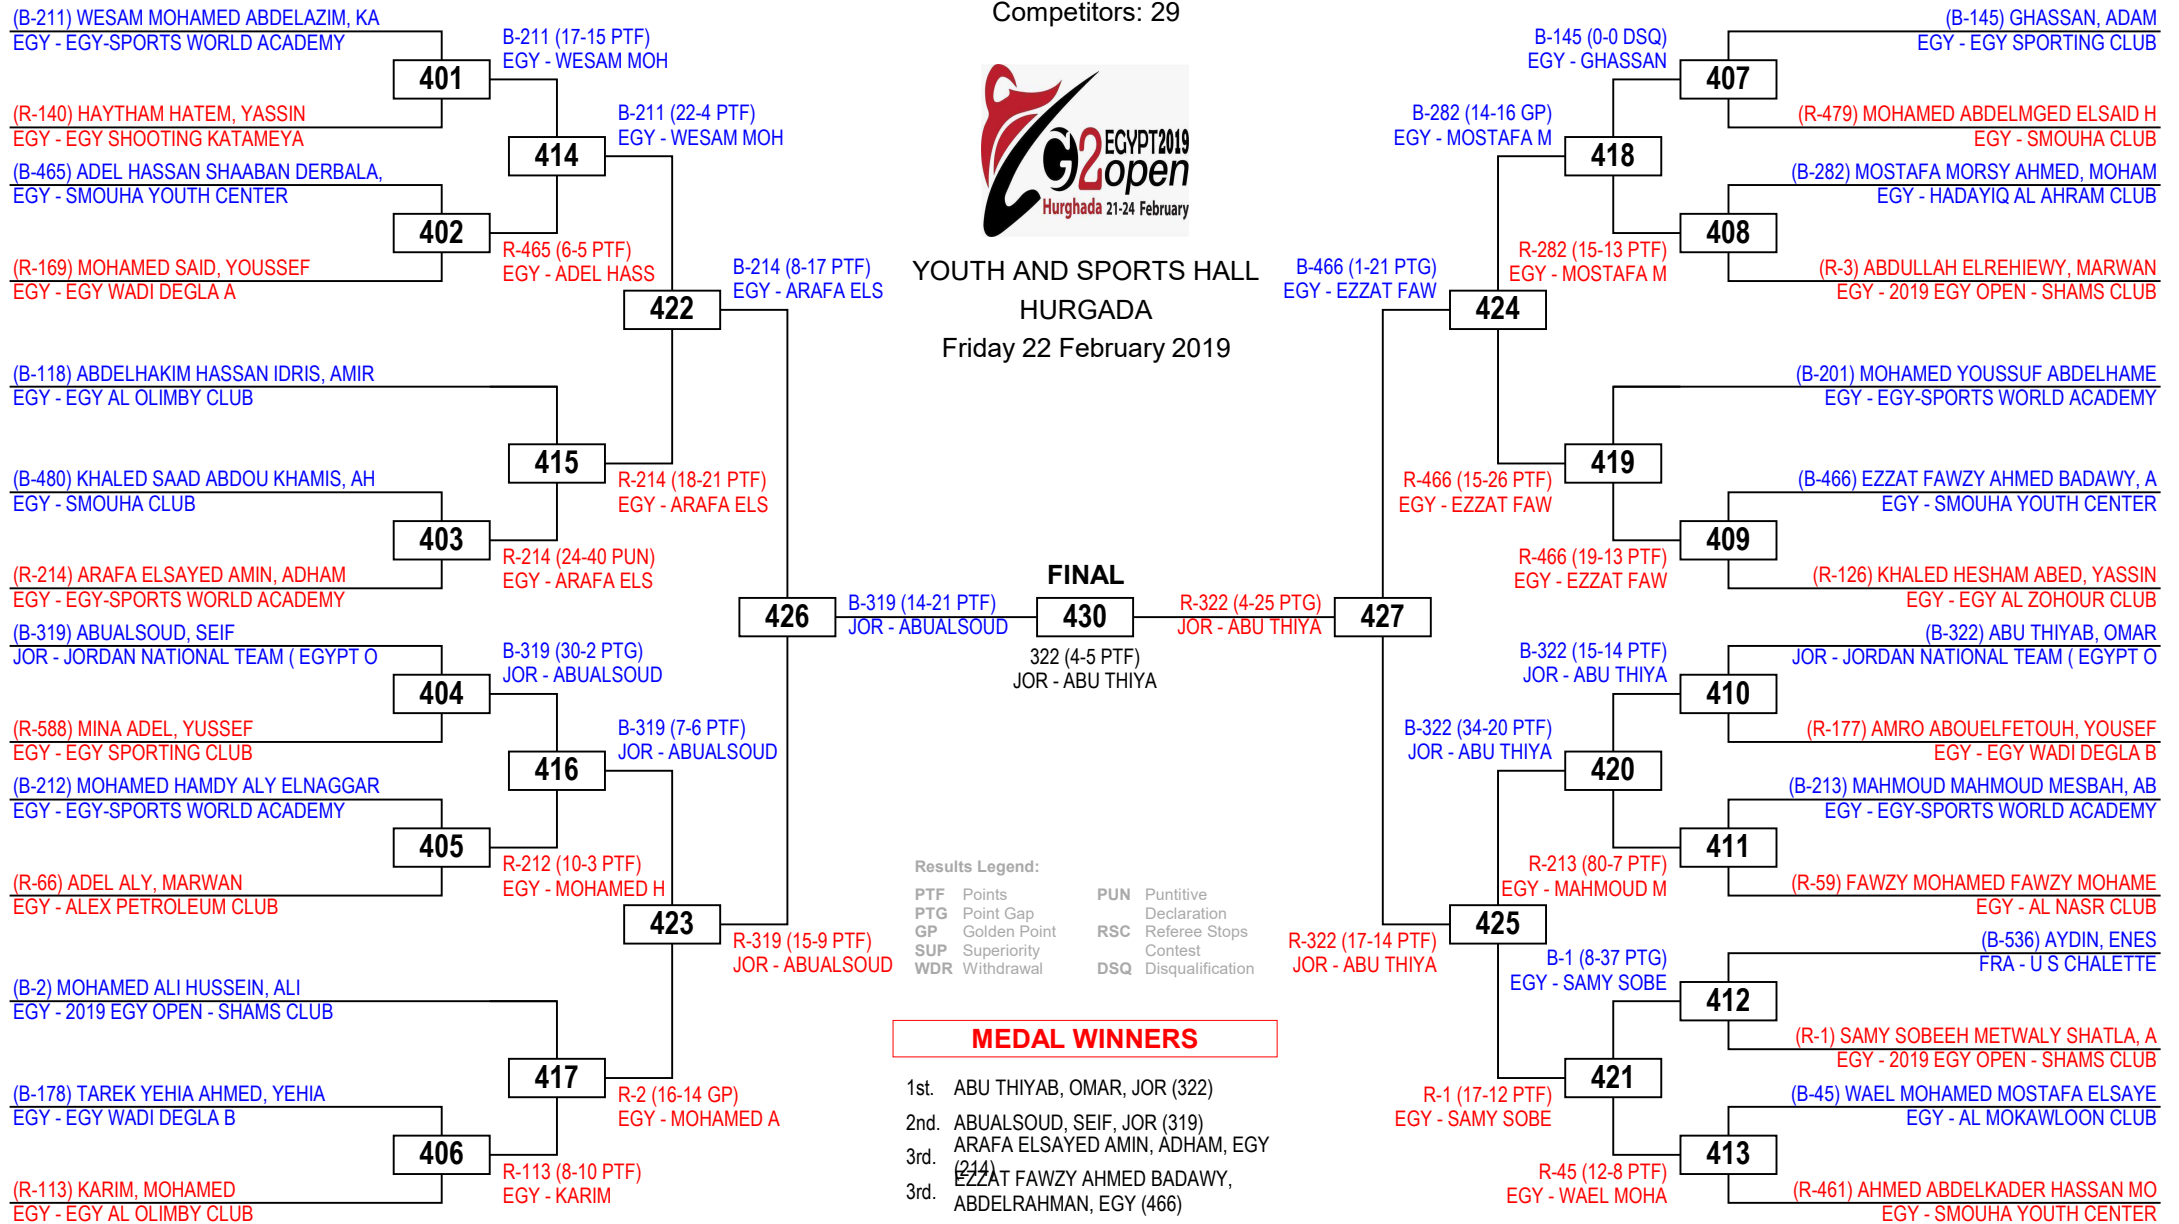 Competitors: 29
EGYPT2019
G2 open
Hurghada 21-24 February
YOUTH AND SPORTS HALL
HURGADA
Friday 22 February 2019
(B-211) WESAM MOHAMED ABDELAZIM, KA
EGY - EGY-SPORTS WORLD ACADEMY
401
(R-140) HAYTHAM HATEM, YASSIN
EGY - EGY SHOOTING KATAMEYA
(B-465) ADEL HASSAN SHAABAN DERBALA,
EGY - SMOUHA YOUTH CENTER
402
(R-169) MOHAMED SAID, YOUSSEF
EGY - EGY WADI DEGLA A
(B-118) ABDELHAKIM HASSAN IDRIS, AMIR
EGY - EGY AL OLIMBY CLUB
(B-480) KHALED SAAD ABDOU KHAMIS, AH
EGY - SMOUHA CLUB
403
(R-214) ARAFA ELSAYED AMIN, ADHAM
EGY - EGY-SPORTS WORLD ACADEMY
(B-319) ABUALSOUD, SEIF
JOR - JORDAN NATIONAL TEAM ( EGYPT O
404
(R-588) MINA ADEL, YUSSEF
EGY - EGY SPORTING CLUB
(B-212) MOHAMED HAMDY ALY ELNAGGAR
EGY - EGY-SPORTS WORLD ACADEMY
405
(R-66) ADEL ALY, MARWAN
EGY - ALEX PETROLEUM CLUB
(B-2) MOHAMED ALI HUSSEIN, ALI
EGY - 2019 EGY OPEN - SHAMS CLUB
(B-178) TAREK YEHIA AHMED, YEHIA
EGY - EGY WADI DEGLA B
406
(R-113) KARIM, MOHAMED
EGY - EGY AL OLIMBY CLUB
B-211 (17-15 PTF)
EGY - WESAM MOH
414
R-465 (6-5 PTF)
EGY - ADEL HASS
415
R-214 (24-40 PUN)
EGY - ARAFA ELS
B-319 (30-2 PTG)
JOR - ABUALSOUD
416
R-212 (10-3 PTF)
EGY - MOHAMED H
417
R-113 (8-10 PTF)
EGY - KARIM
B-211 (22-4 PTF)
EGY - WESAM MOH
422
R-214 (18-21 PTF)
EGY - ARAFA ELS
B-319 (7-6 PTF)
JOR - ABUALSOUD
423
R-2 (16-14 GP)
EGY - MOHAMED A
B-214 (8-17 PTF)
EGY - ARAFA ELS
426
R-319 (15-9 PTF)
JOR - ABUALSOUD
B-319 (14-21 PTF)
JOR - ABUALSOUD
FINAL
430
322 (4-5 PTF)
JOR - ABU THIYA
R-322 (4-25 PTG)
JOR - ABU THIYA
B-466 (1-21 PTG)
EGY - EZZAT FAW
427
R-322 (17-14 PTF)
JOR - ABU THIYA
B-282 (14-16 GP)
EGY - MOSTAFA M
424
R-466 (15-26 PTF)
EGY - EZZAT FAW
B-322 (34-20 PTF)
JOR - ABU THIYA
425
R-1 (17-12 PTF)
EGY - SAMY SOBE
B-145 (0-0 DSQ)
EGY - GHASSAN
418
R-282 (15-13 PTF)
EGY - MOSTAFA M
419
R-466 (19-13 PTF)
EGY - EZZAT FAW
B-322 (15-14 PTF)
JOR - ABU THIYA
420
R-213 (80-7 PTF)
EGY - MAHMOUD M
B-1 (8-37 PTG)
EGY - SAMY SOBE
421
R-45 (12-8 PTF)
EGY - WAEL MOHA
(B-145) GHASSAN, ADAM
EGY - EGY SPORTING CLUB
407
(R-479) MOHAMED ABDELMGED ELSAID H
EGY - SMOUHA CLUB
(B-282) MOSTAFA MORSY AHMED, MOHAM
EGY - HADAYIQ AL AHRAM CLUB
408
(R-3) ABDULLAH ELREHIEWY, MARWAN
EGY - 2019 EGY OPEN - SHAMS CLUB
(B-201) MOHAMED YOUSSUF ABDELHAME
EGY - EGY-SPORTS WORLD ACADEMY
(B-466) EZZAT FAWZY AHMED BADAWY, A
EGY - SMOUHA YOUTH CENTER
409
(R-126) KHALED HESHAM ABED, YASSIN
EGY - EGY AL ZOHOUR CLUB
(B-322) ABU THIYAB, OMAR
JOR - JORDAN NATIONAL TEAM ( EGYPT O
410
(R-177) AMRO ABOUELFETOUH, YOUSEF
EGY - EGY WADI DEGLA B
(B-213) MAHMOUD MAHMOUD MESBAH, AB
EGY - EGY-SPORTS WORLD ACADEMY
411
(R-59) FAWZY MOHAMED FAWZY MOHAME
EGY - AL NASR CLUB
(B-536) AYDIN, ENES
FRA - U S CHALETTE
412
(R-1) SAMY SOBEEH METWALY SHATLA, A
EGY - 2019 EGY OPEN - SHAMS CLUB
(B-45) WAEL MOHAMED MOSTAFA ELSAYE
EGY - AL MOKAWLOON CLUB
413
(R-461) AHMED ABDELKADER HASSAN MO
EGY - SMOUHA YOUTH CENTER
Results Legend:
PTF Points
PTG Point Gap
GP Golden Point
SUP Superiority
WDR Withdrawal
PUN Puntitive
Declaration
RSC Referee Stops
Contest
DSQ Disqualification
MEDAL WINNERS
1st. ABU THIYAB, OMAR, JOR (322)
2nd. ABUALSOUD, SEIF, JOR (319)
3rd. ARAFA ELSAYED AMIN, ADHAM, EGY
(214)
3rd. EZZAT FAWZY AHMED BADAWY,
ABDELRAHMAN, EGY (466)